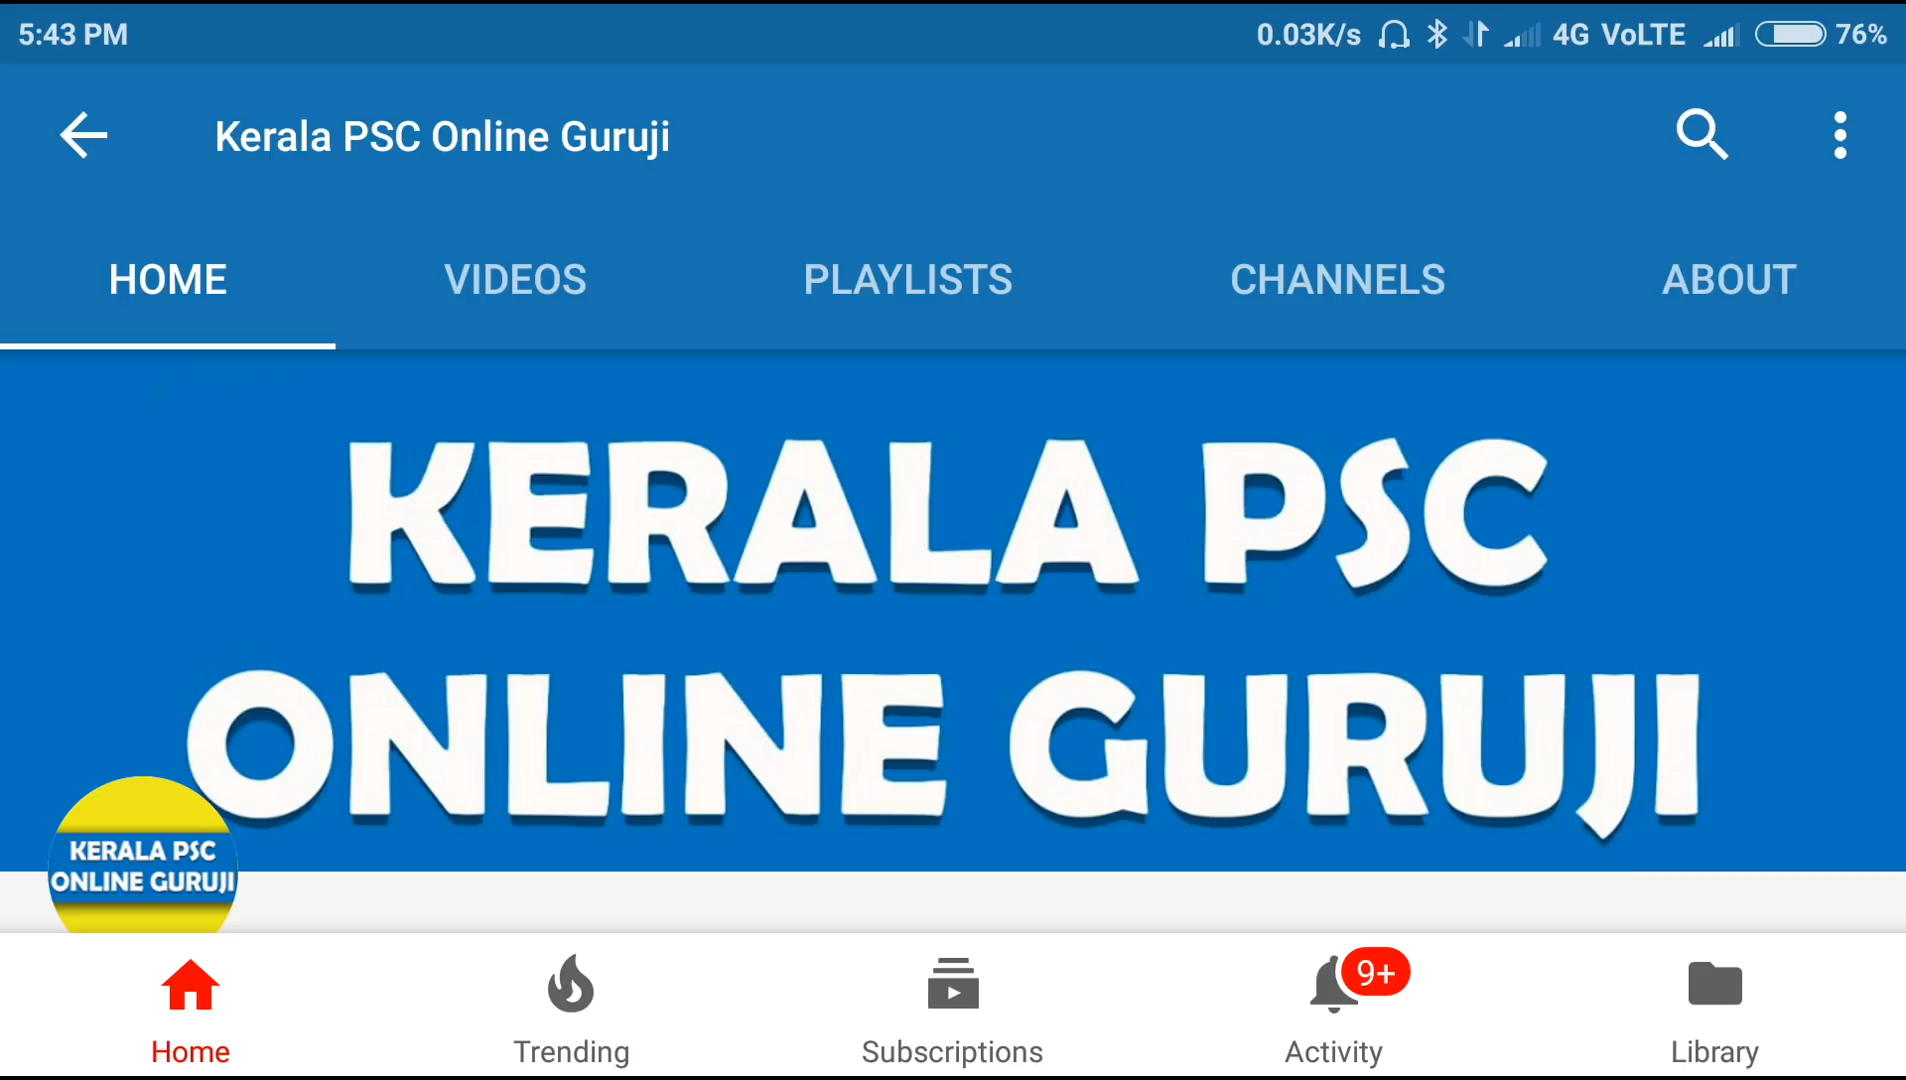 5:43 PM 0.03K/s 4G VoLTE 76%
Kerala PSC Online Guruji
HOME VIDEOS PLAYLISTS CHANNELS ABOUT
KERALA PSC
ONLINE GURUJI
KERALA PSC
ONLINE GURUJI
9+
Home Trending Subscriptions Activity Library